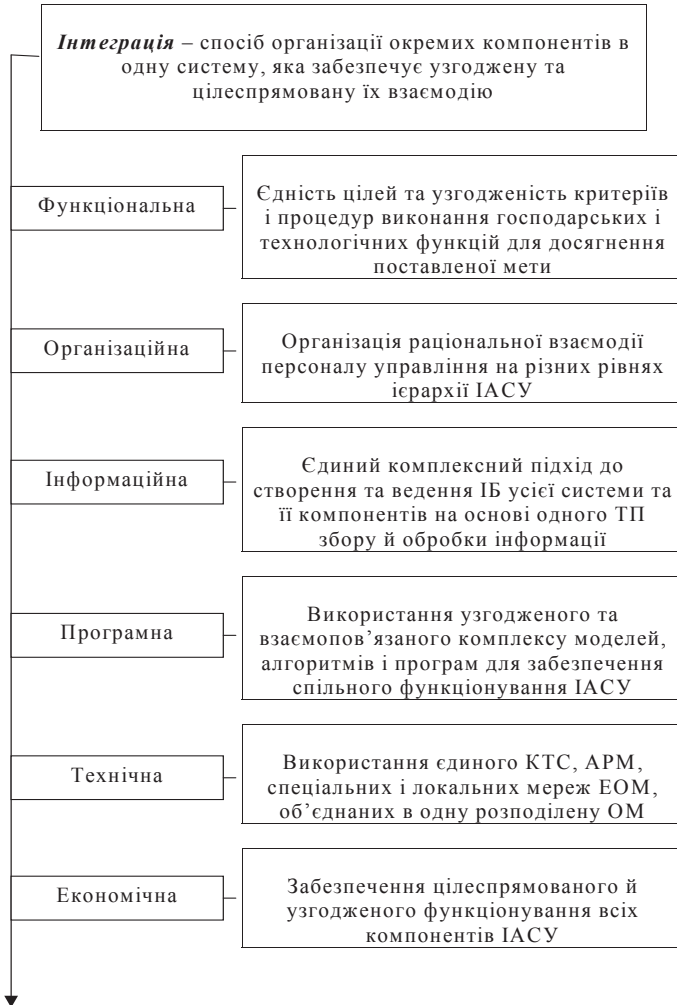 Інтеграція – спосіб організації окремих компонентів в
одну систему, яка забезпечує узгоджену та
цілеспрямовану їх взаємодію
Функціональна
Єдність цілей та узгодженість критеріїв
і процедур виконання господарських і
технологічних функцій для досягнення
поставленої мети
Організаційна
Організація раціональної взаємодії
персоналу управління на різних рівнях
ієрархії ІАСУ
Інформаційна
Єдиний комплексний підхід до
створення та ведення ІБ усієї системи та
її компонентів на основі одного ТП
збору й обробки інформації
Програмна
Використання узгодженого та
взаємопов’язаного комплексу моделей,
алгоритмів і програм для забезпечення
спільного функціонування ІАСУ
Технічна
Використання єдиного КТС, АРМ,
спеціальних і локальних мереж ЕОМ,
об’єднаних в одну розподілену ОМ
Економічна
Забезпечення цілеспрямованого й
узгодженого функціонування всіх
компонентів ІАСУ